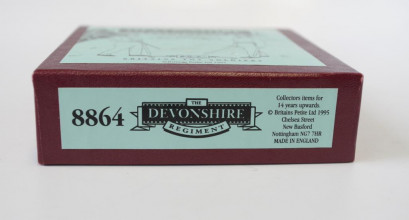 8864
THE
DEVONSHIRE
REGIMENT
Collectors items for
14 years upwards
© Britains Petite Ltd 1995
Chelsea Street
New Basford
Nottingham NG7 7HR
MADE IN ENGLAND